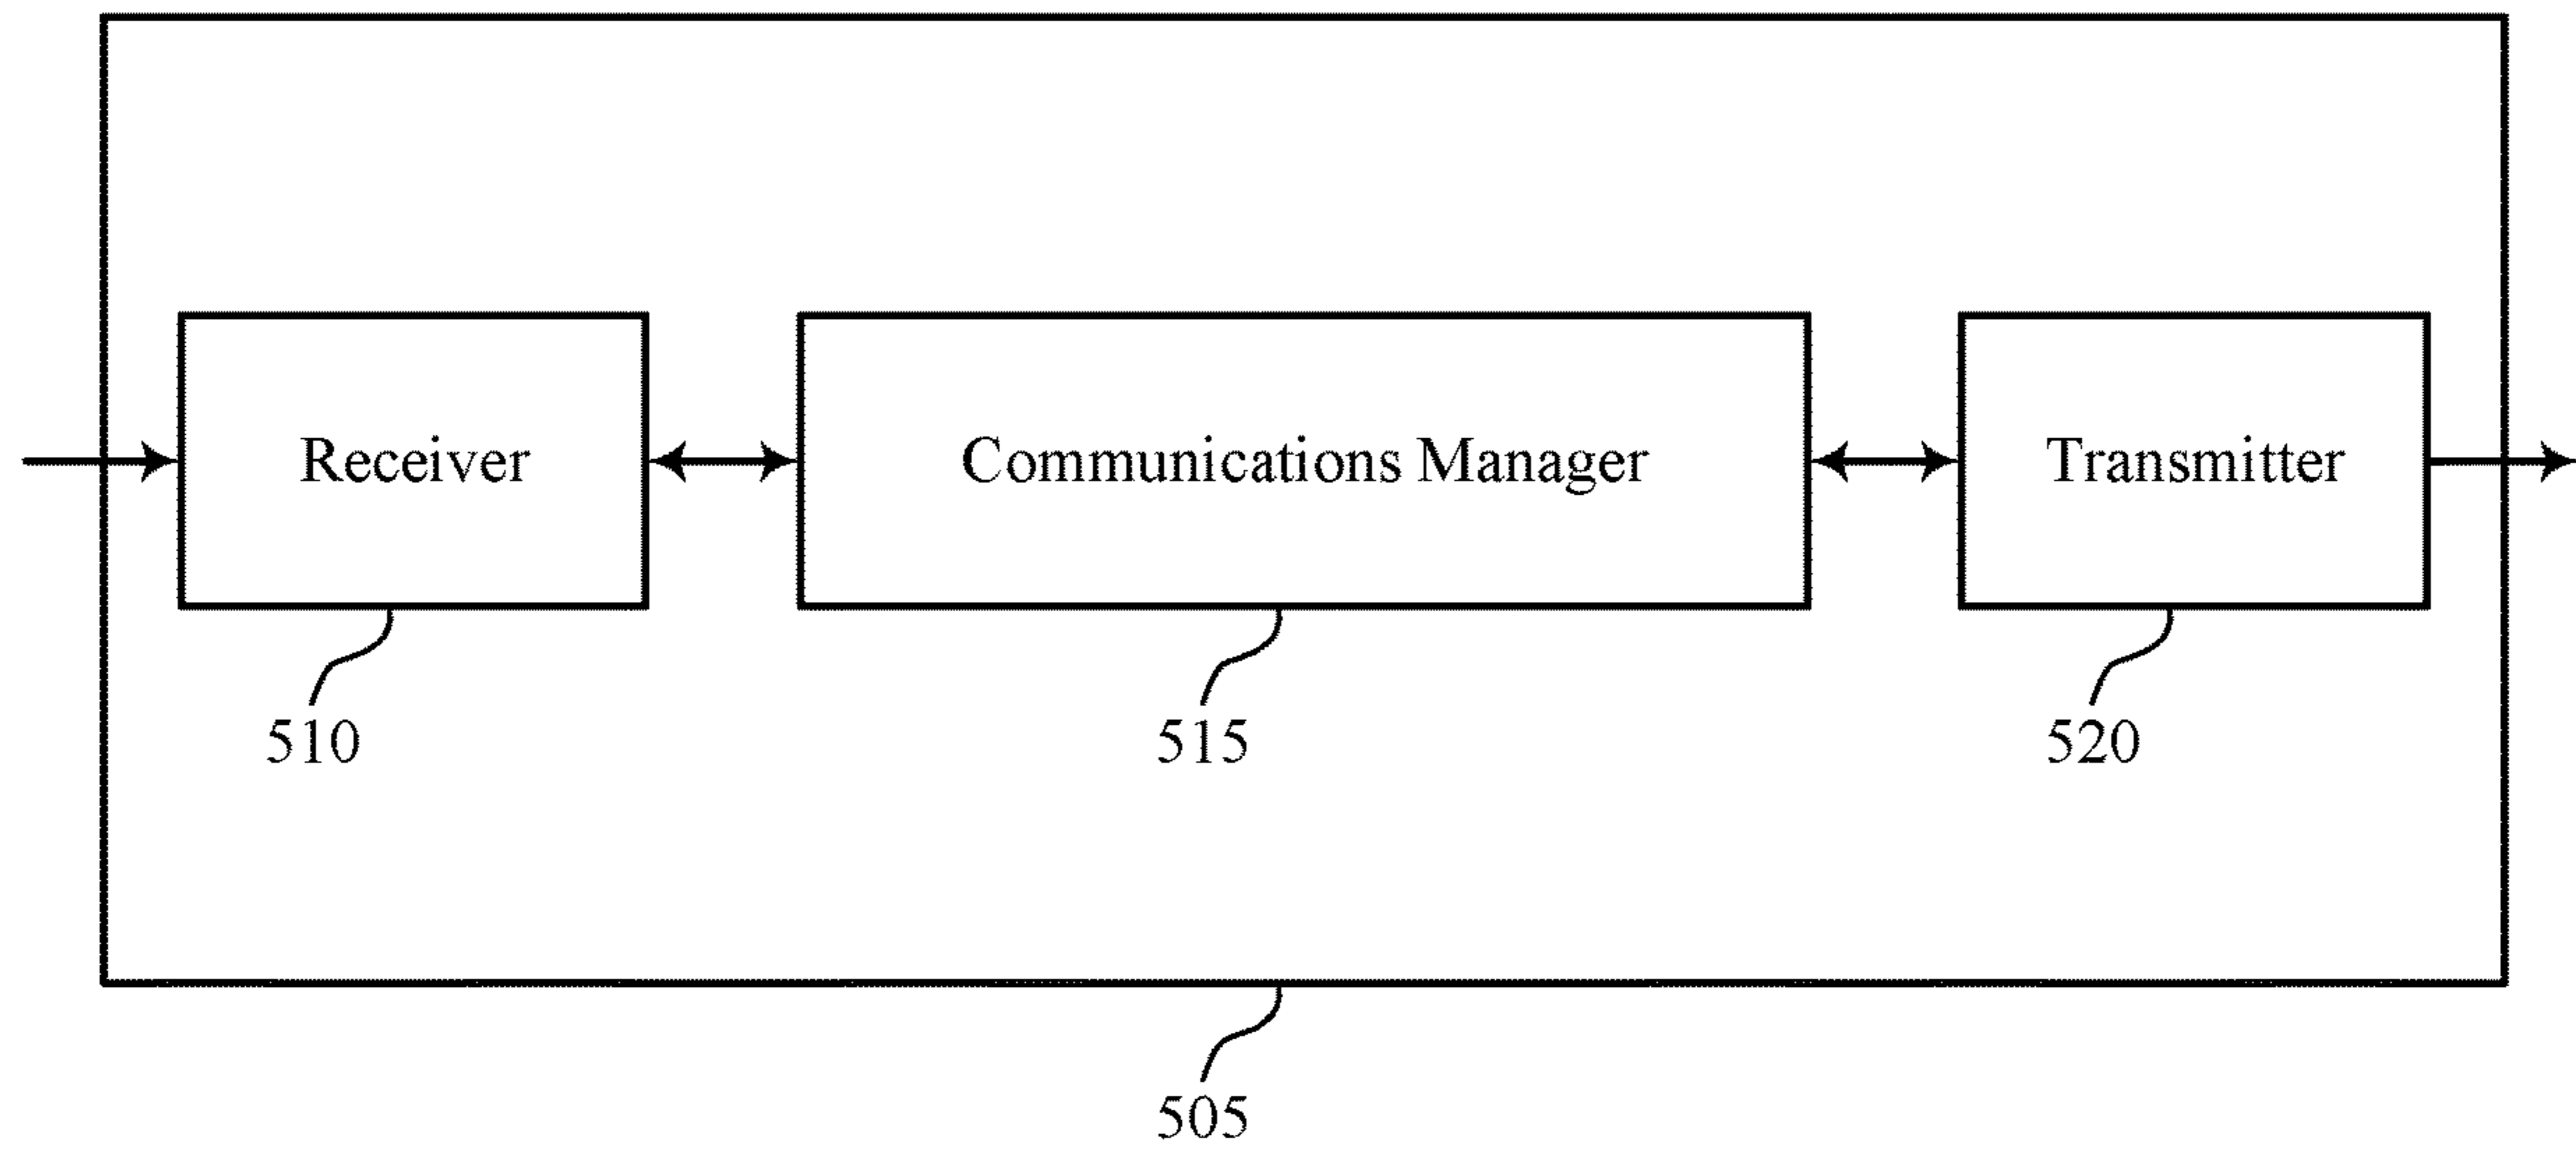 Receiver
Communications Manager
Transmitter
510
515
520
505